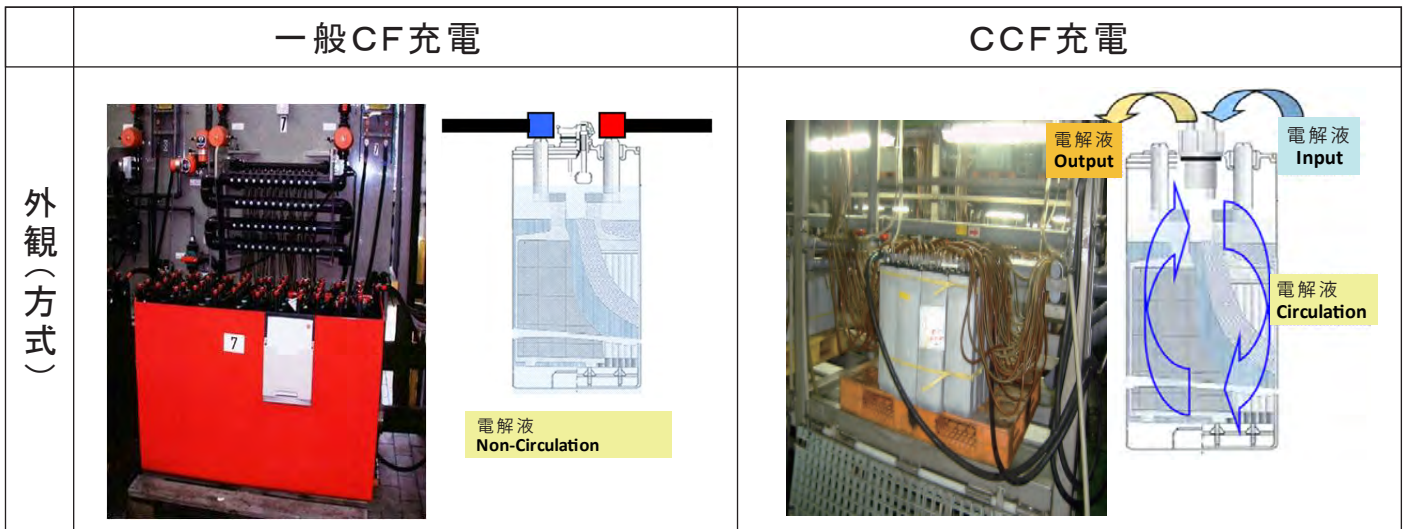 一般CF充電
CCF充電
外観(方式)
7
7
電解液
Non-Circulation
電解液
Output
電解液
Input
電解液
Circulation